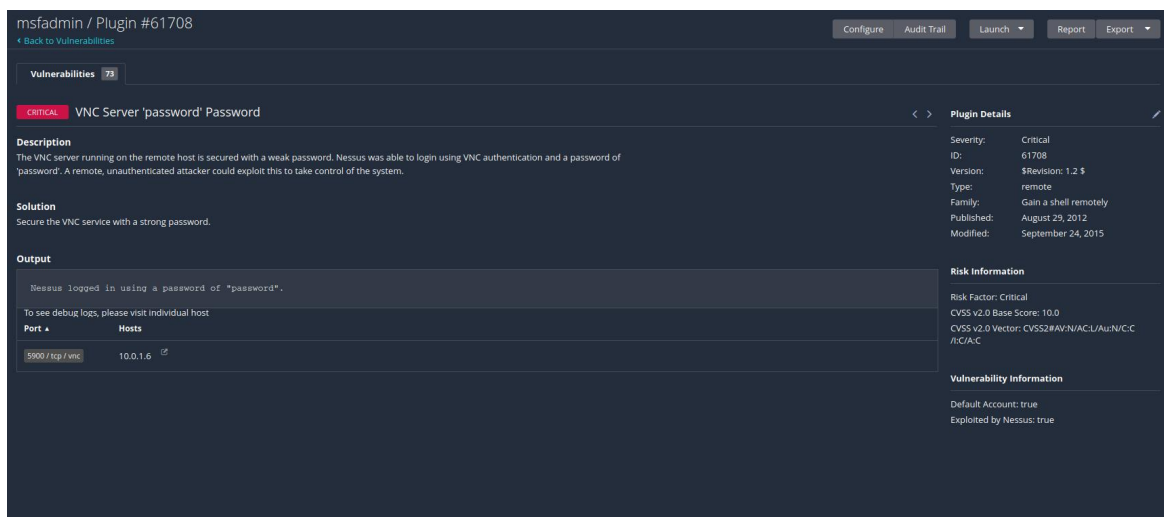 msfadmin / Plugin #61708
Back to Vulnerabilities
Configure Audit Trail Launch Report Export
Vulnerabilities 73
CRITICAL VNC Server 'password' Password
Description
The VNC server running on the remote host is secured with a weak password. Nessus was able to login using VNC authentication and a password of
'password'. A remote, unauthenticated attacker could exploit this to take control of the system.
Solution
Secure the VNC service with a strong password.
Output
Nessus logged in using a password of "password".
To see debug logs, please visit individual host
Port Hosts
5900 / tcp / vnc 10.0.1.6
Plugin Details
Severity: Critical
ID: 61708
Version: $Revision: 1.2 $
Type: remote
Family: Gain a shell remotely
Published: August 29, 2012
Modified: September 24, 2015
Risk Information
Risk Factor: Critical
CVSS v2.0 Base Score: 10.0
CVSS v2.0 Vector: CVSS2#AV:N/AC:L/Au:N/C:C
/I:C/A:C
Vulnerability Information
Default Account: true
Exploited by Nessus: true